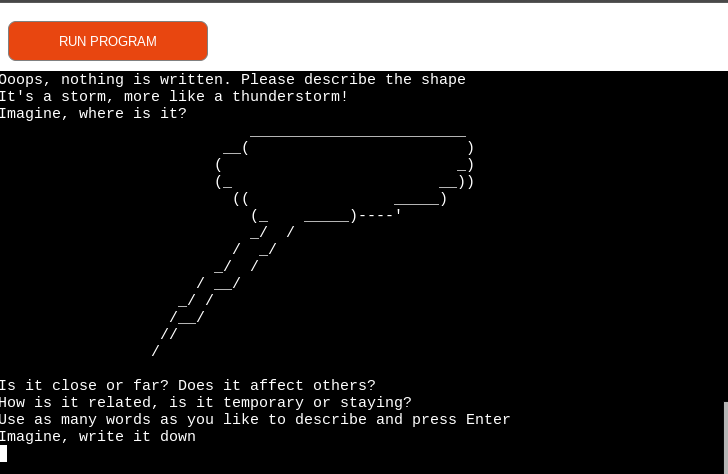 RUN PROGRAM
Ooops, nothing is written. Please describe the shape
It's a storm, more like a thunderstorm!
Imagine, where is it?
Is it close or far? Does it affect others?
How is it related, is it temporary or staying?
Use as many words as you like to describe and press Enter
Imagine, write it down